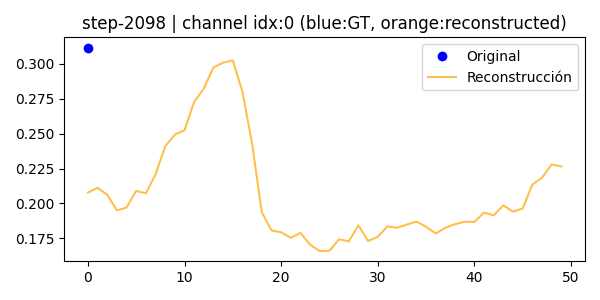 step-2098 | channel idx:0 (blue:GT, orange:reconstructed)
Original
Reconstrucción
0.300
0.275
0.250
0.225
0.200
0.175
0 10 20 30 40 50